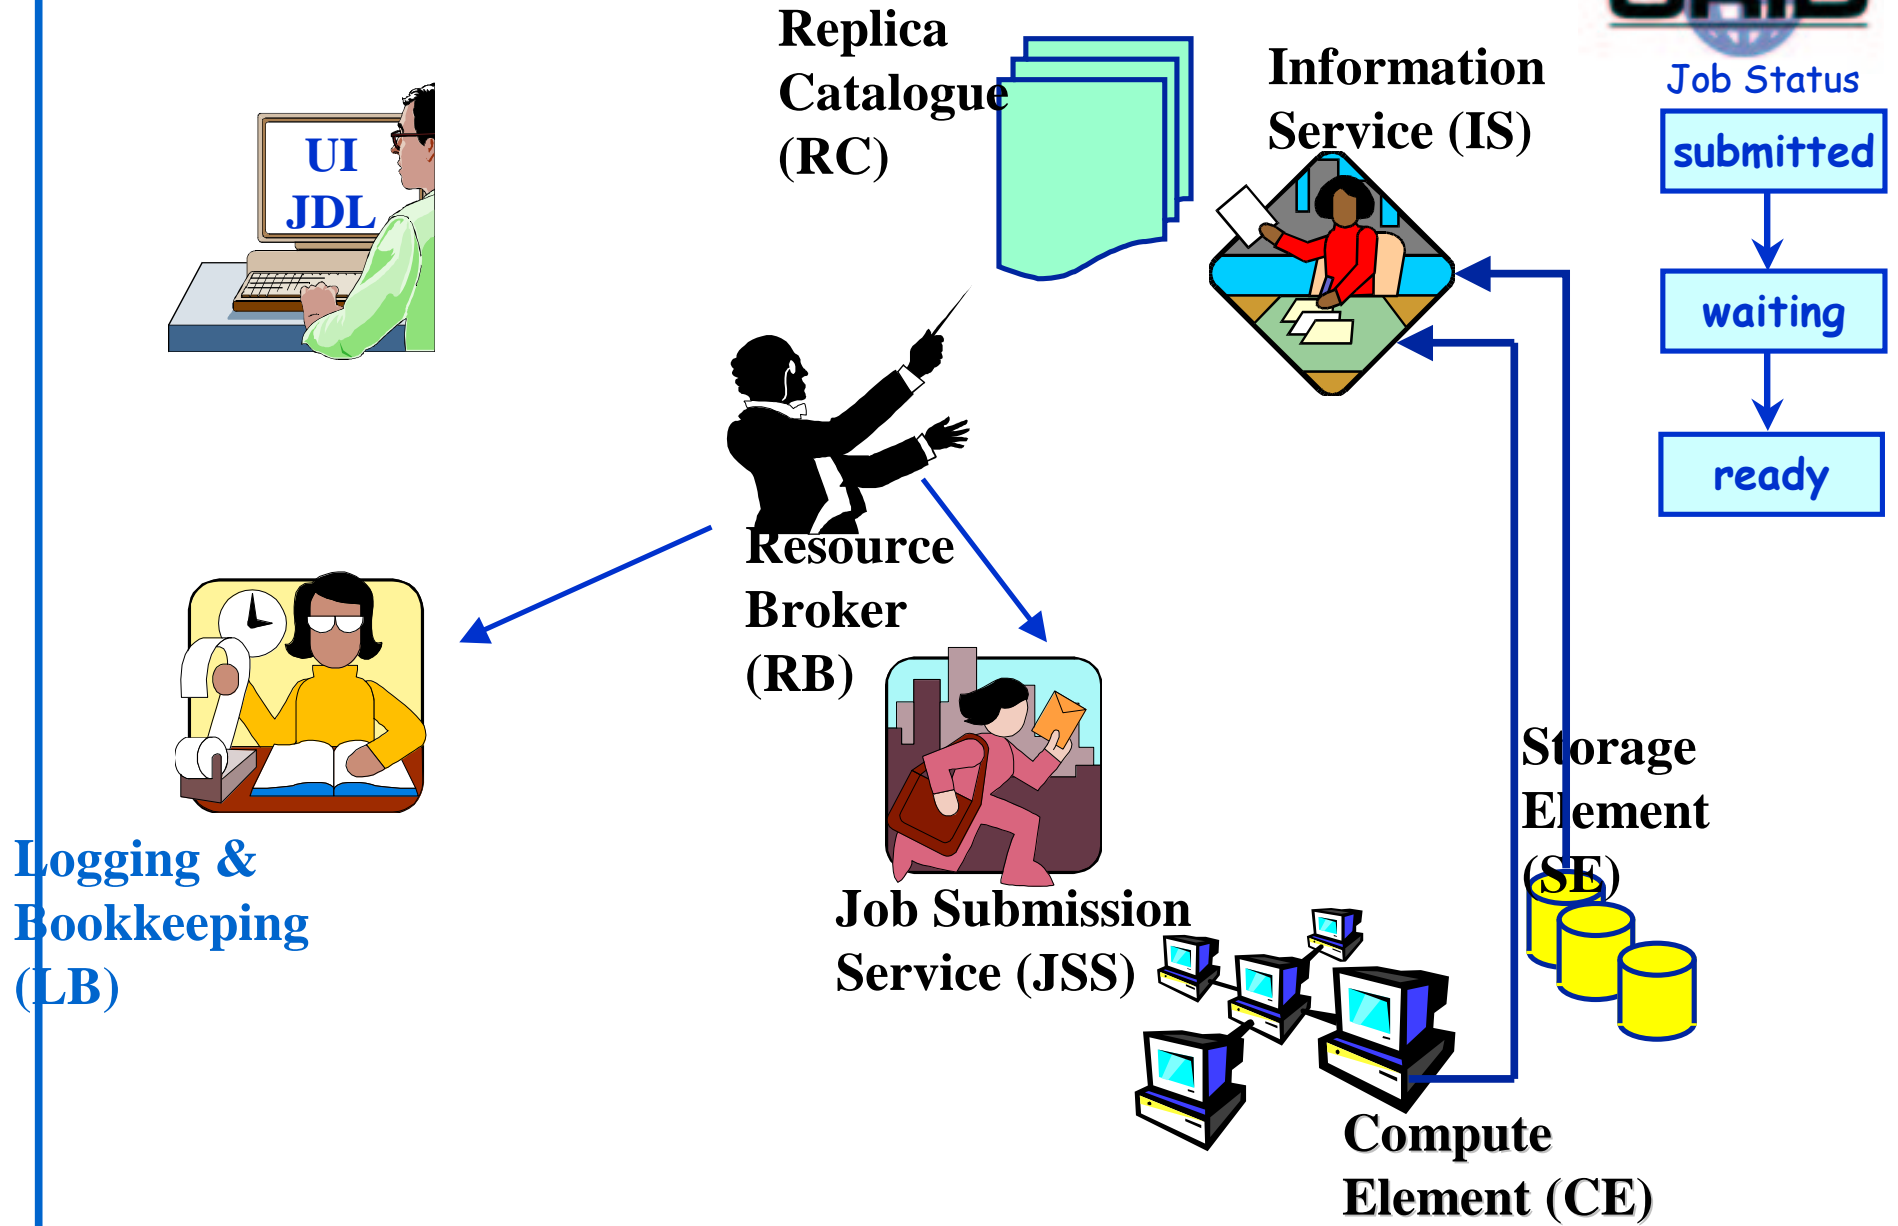 Replica
Catalogue
(RC)
Information
Service (IS)
Job Status
submitted
waiting
ready
UI
JDL
Resource
Broker
(RB)
Storage
Element
(SE)
Logging &
Bookkeeping
(LB)
Job Submission
Service (JSS)
Compute
Element (CE)